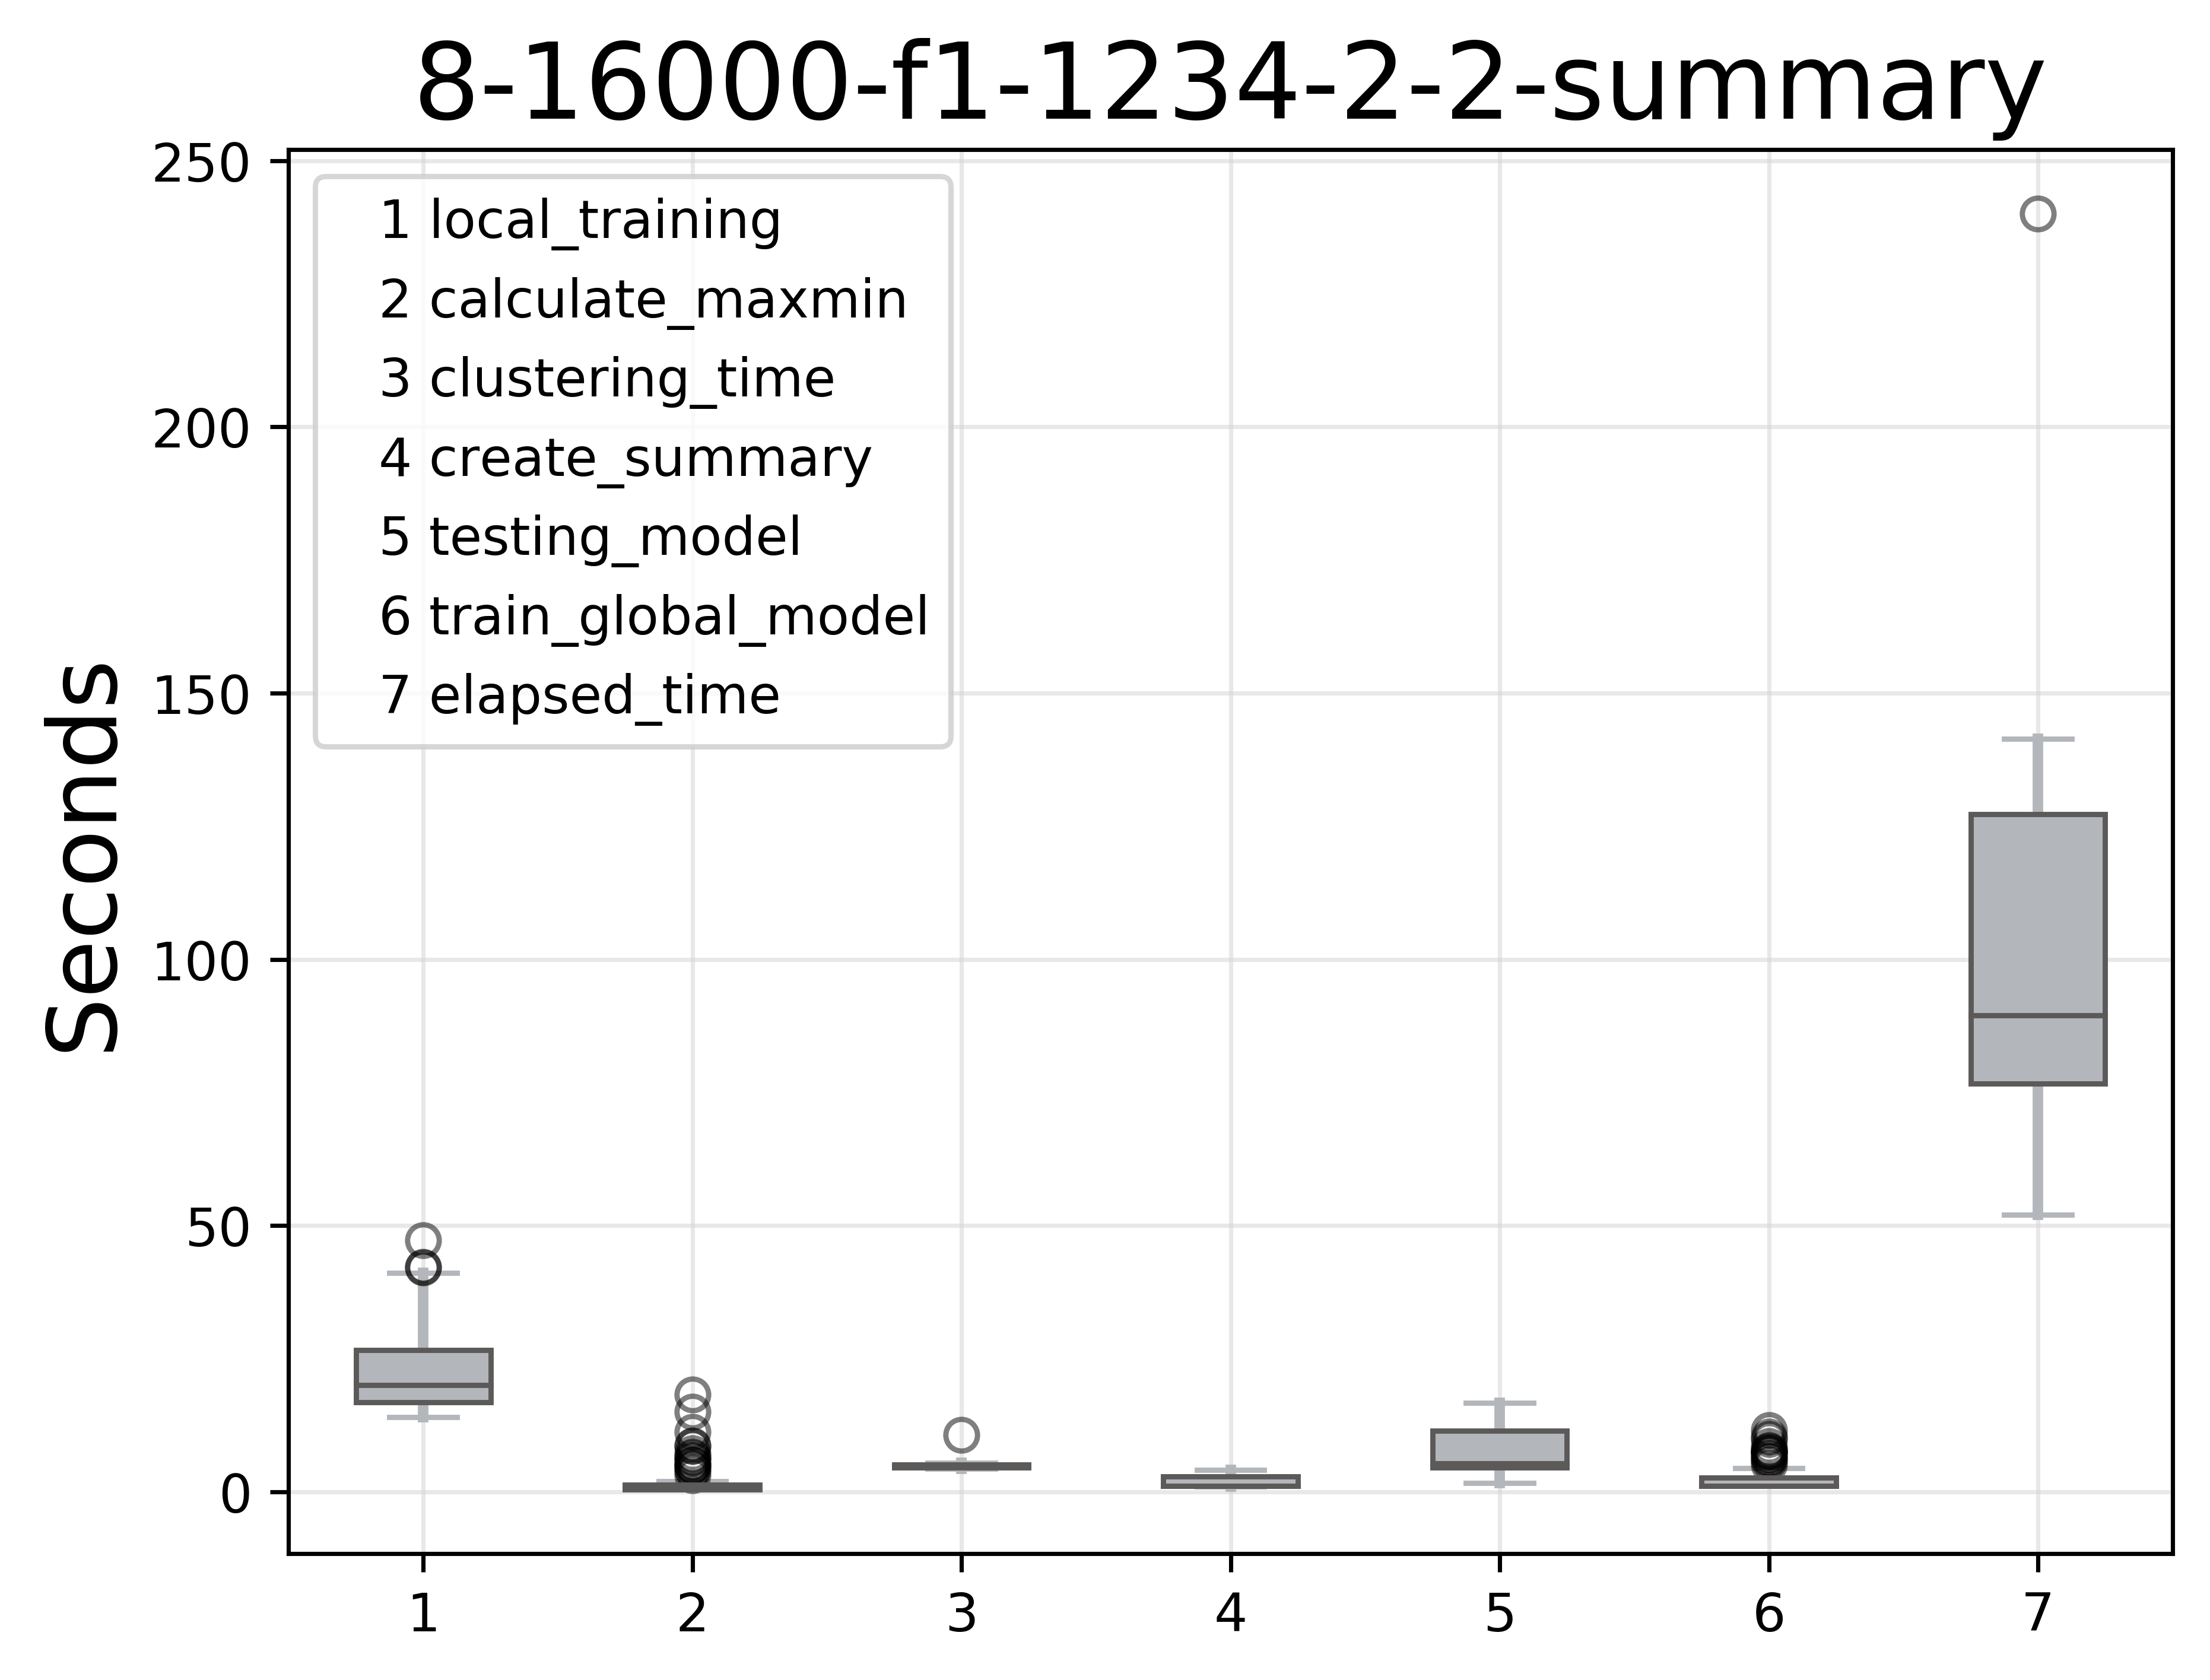 8-16000-f1-1234-2-2-summary
250
200
150
100
50
0
Seconds
1 local_training
2 calculate_maxmin
3 clustering_time
4 create_summary
5 testing_model
6 train_global_model
7 elapsed_time
1 2 3 4 5 6 7